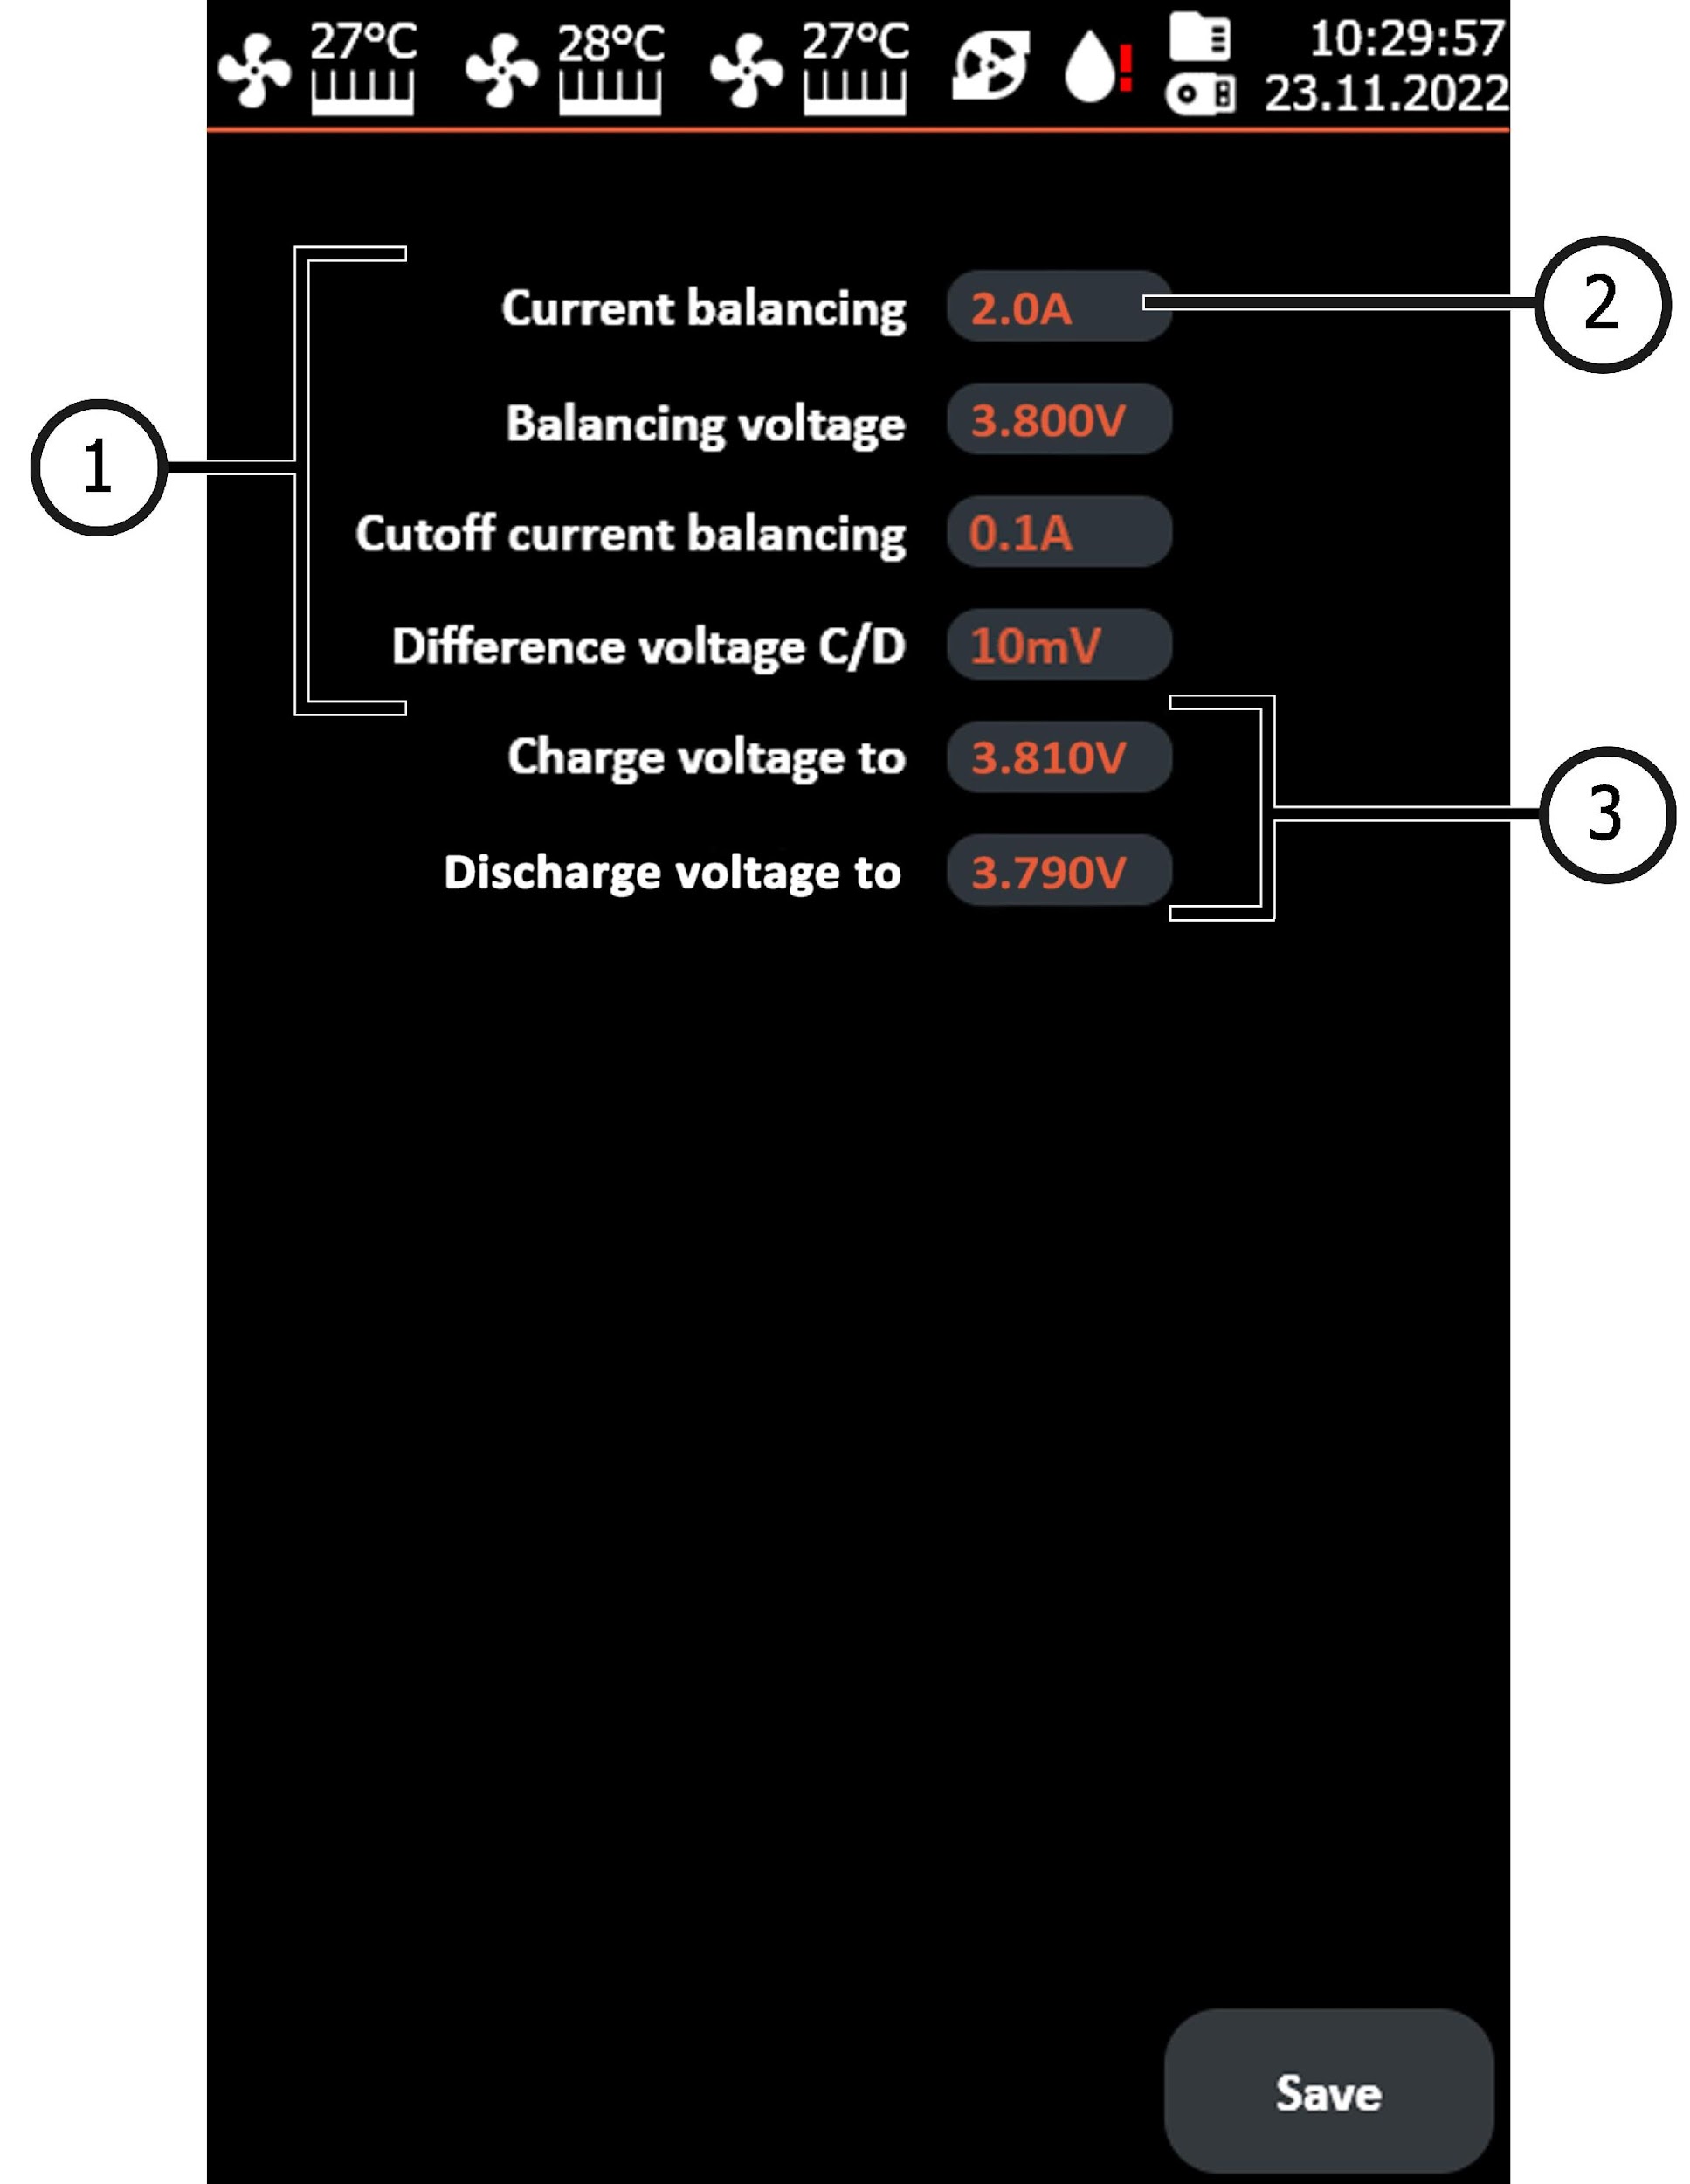 27°C 28°C 27°C 10:29:57
23.11.2022
Current balancing 2.0A 2
Balancing voltage 3.800V
1
Cutoff current balancing 0.1A
Difference voltage C/D 10mV
Charge voltage to 3.810V
3
Discharge voltage to 3.790V
Save